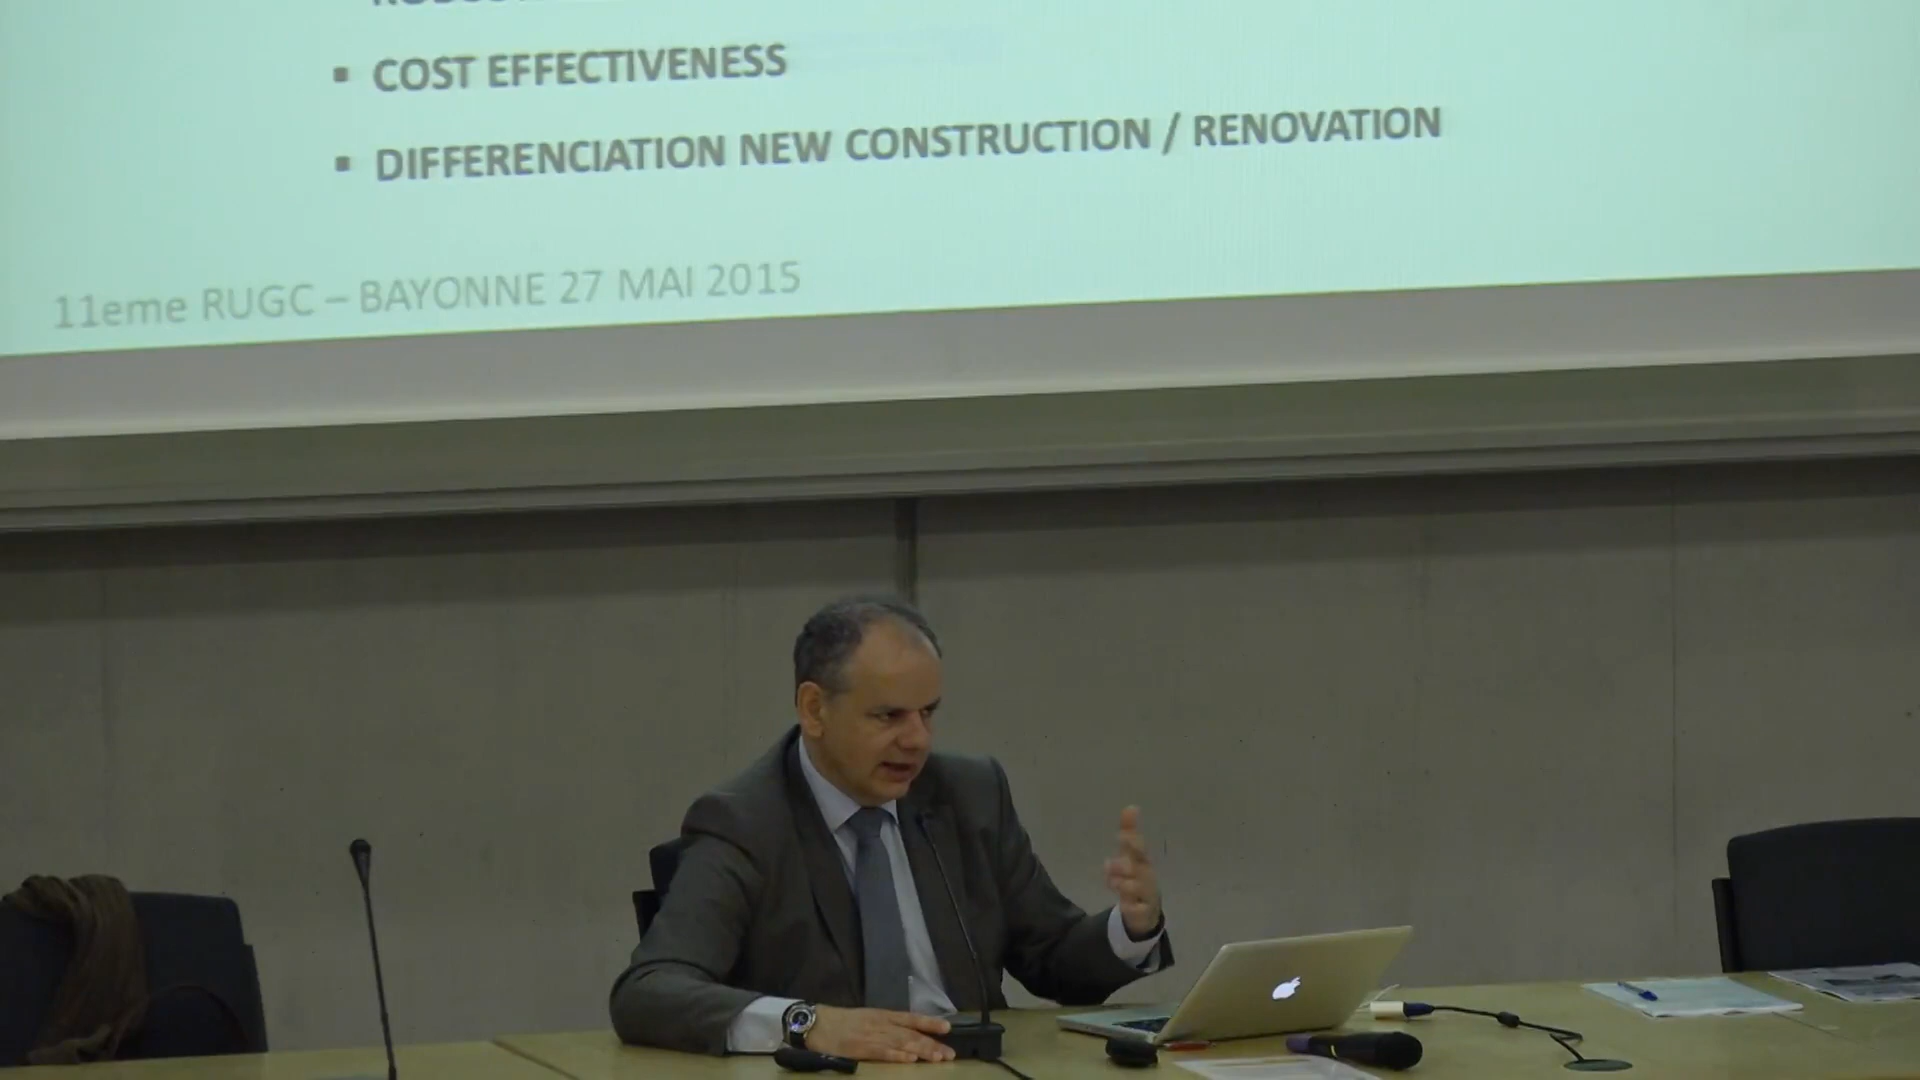 COST EFFECTIVENESS
DIFFERENCIATION NEW CONSTRUCTION / RENOVATION
11eme RUGC – BAYONNE 27 MAI 2015